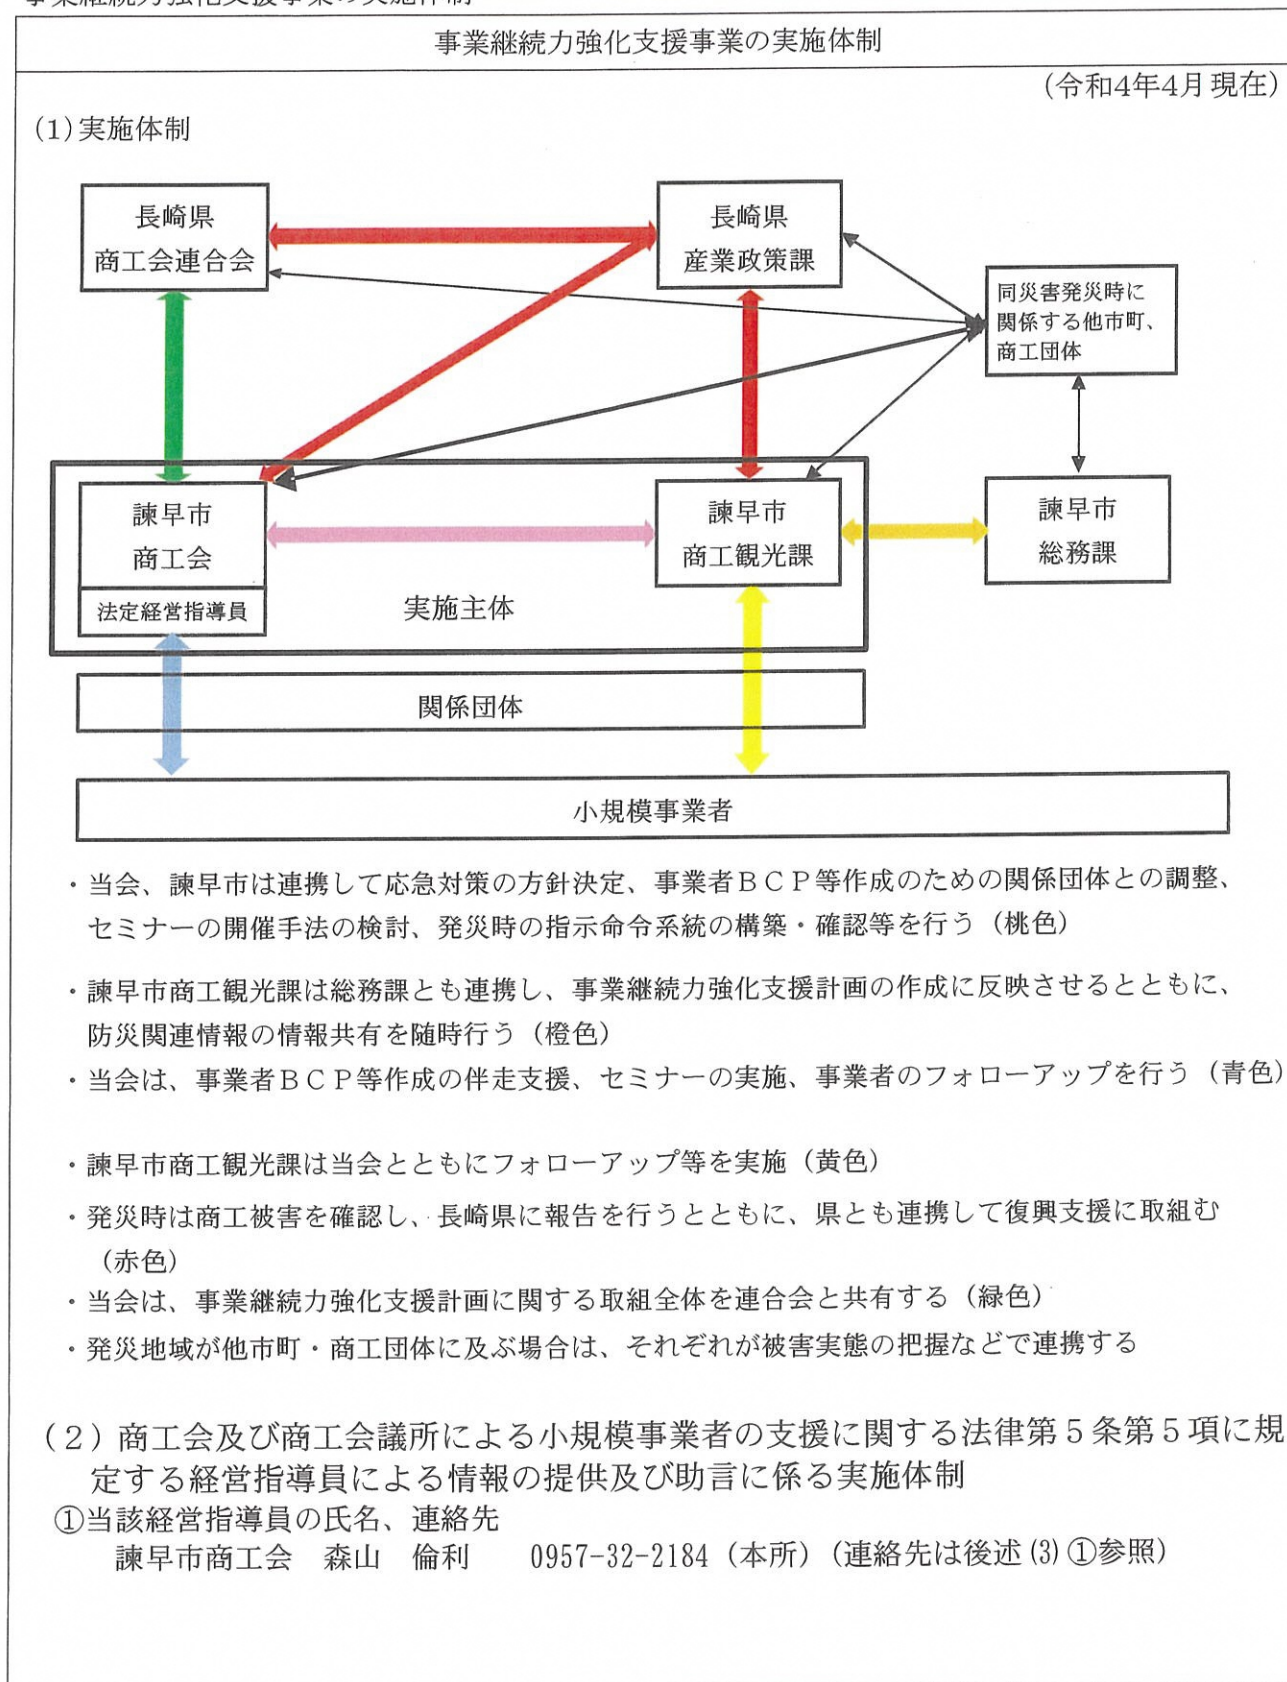 事業継続力強化支援事業の実施体制
事業継続力強化支援事業の実施体制
(令和4年4月現在)
(1)実施体制
長崎県
商工会連合会
長崎県
産業政策課
同災害発災時に
関係する他市町、
商工団体
諫早市
商工会
法定経営指導員
実施主体
諫早市
商工観光課
諫早市
総務課
関係団体
小規模事業者
・当会、諫早市は連携して応急対策の方針決定、事業者ＢＣＰ等作成のための関係団体との調整、
セミナーの開催手法の検討、発災時の指示命令系統の構築・確認等を行う（桃色）
・諫早市商工観光課は総務課とも連携し、事業継続力強化支援計画の作成に反映させるとともに、
防災関連情報の情報共有を随時行う（橙色）
・当会は、事業者ＢＣＰ等作成の伴走支援、セミナーの実施、事業者のフォローアップを行う（青色）
・諫早市商工観光課は当会とともにフォローアップ等を実施（黄色）
・発災時は商工被害を確認し、長崎県に報告を行うとともに、県とも連携して復興支援に取組む
（赤色）
・当会は、事業継続力強化支援計画に関する取組全体を連合会と共有する（緑色）
・発災地域が他市町・商工団体に及ぶ場合は、それぞれが被害実態の把握などで連携する
（２）商工会及び商工会議所による小規模事業者の支援に関する法律第５条第５項に規
定する経営指導員による情報の提供及び助言に係る実施体制
①当該経営指導員の氏名、連絡先
諫早市商工会　森山　倫利　　0957-32-2184（本所）（連絡先は後述(3)①参照）